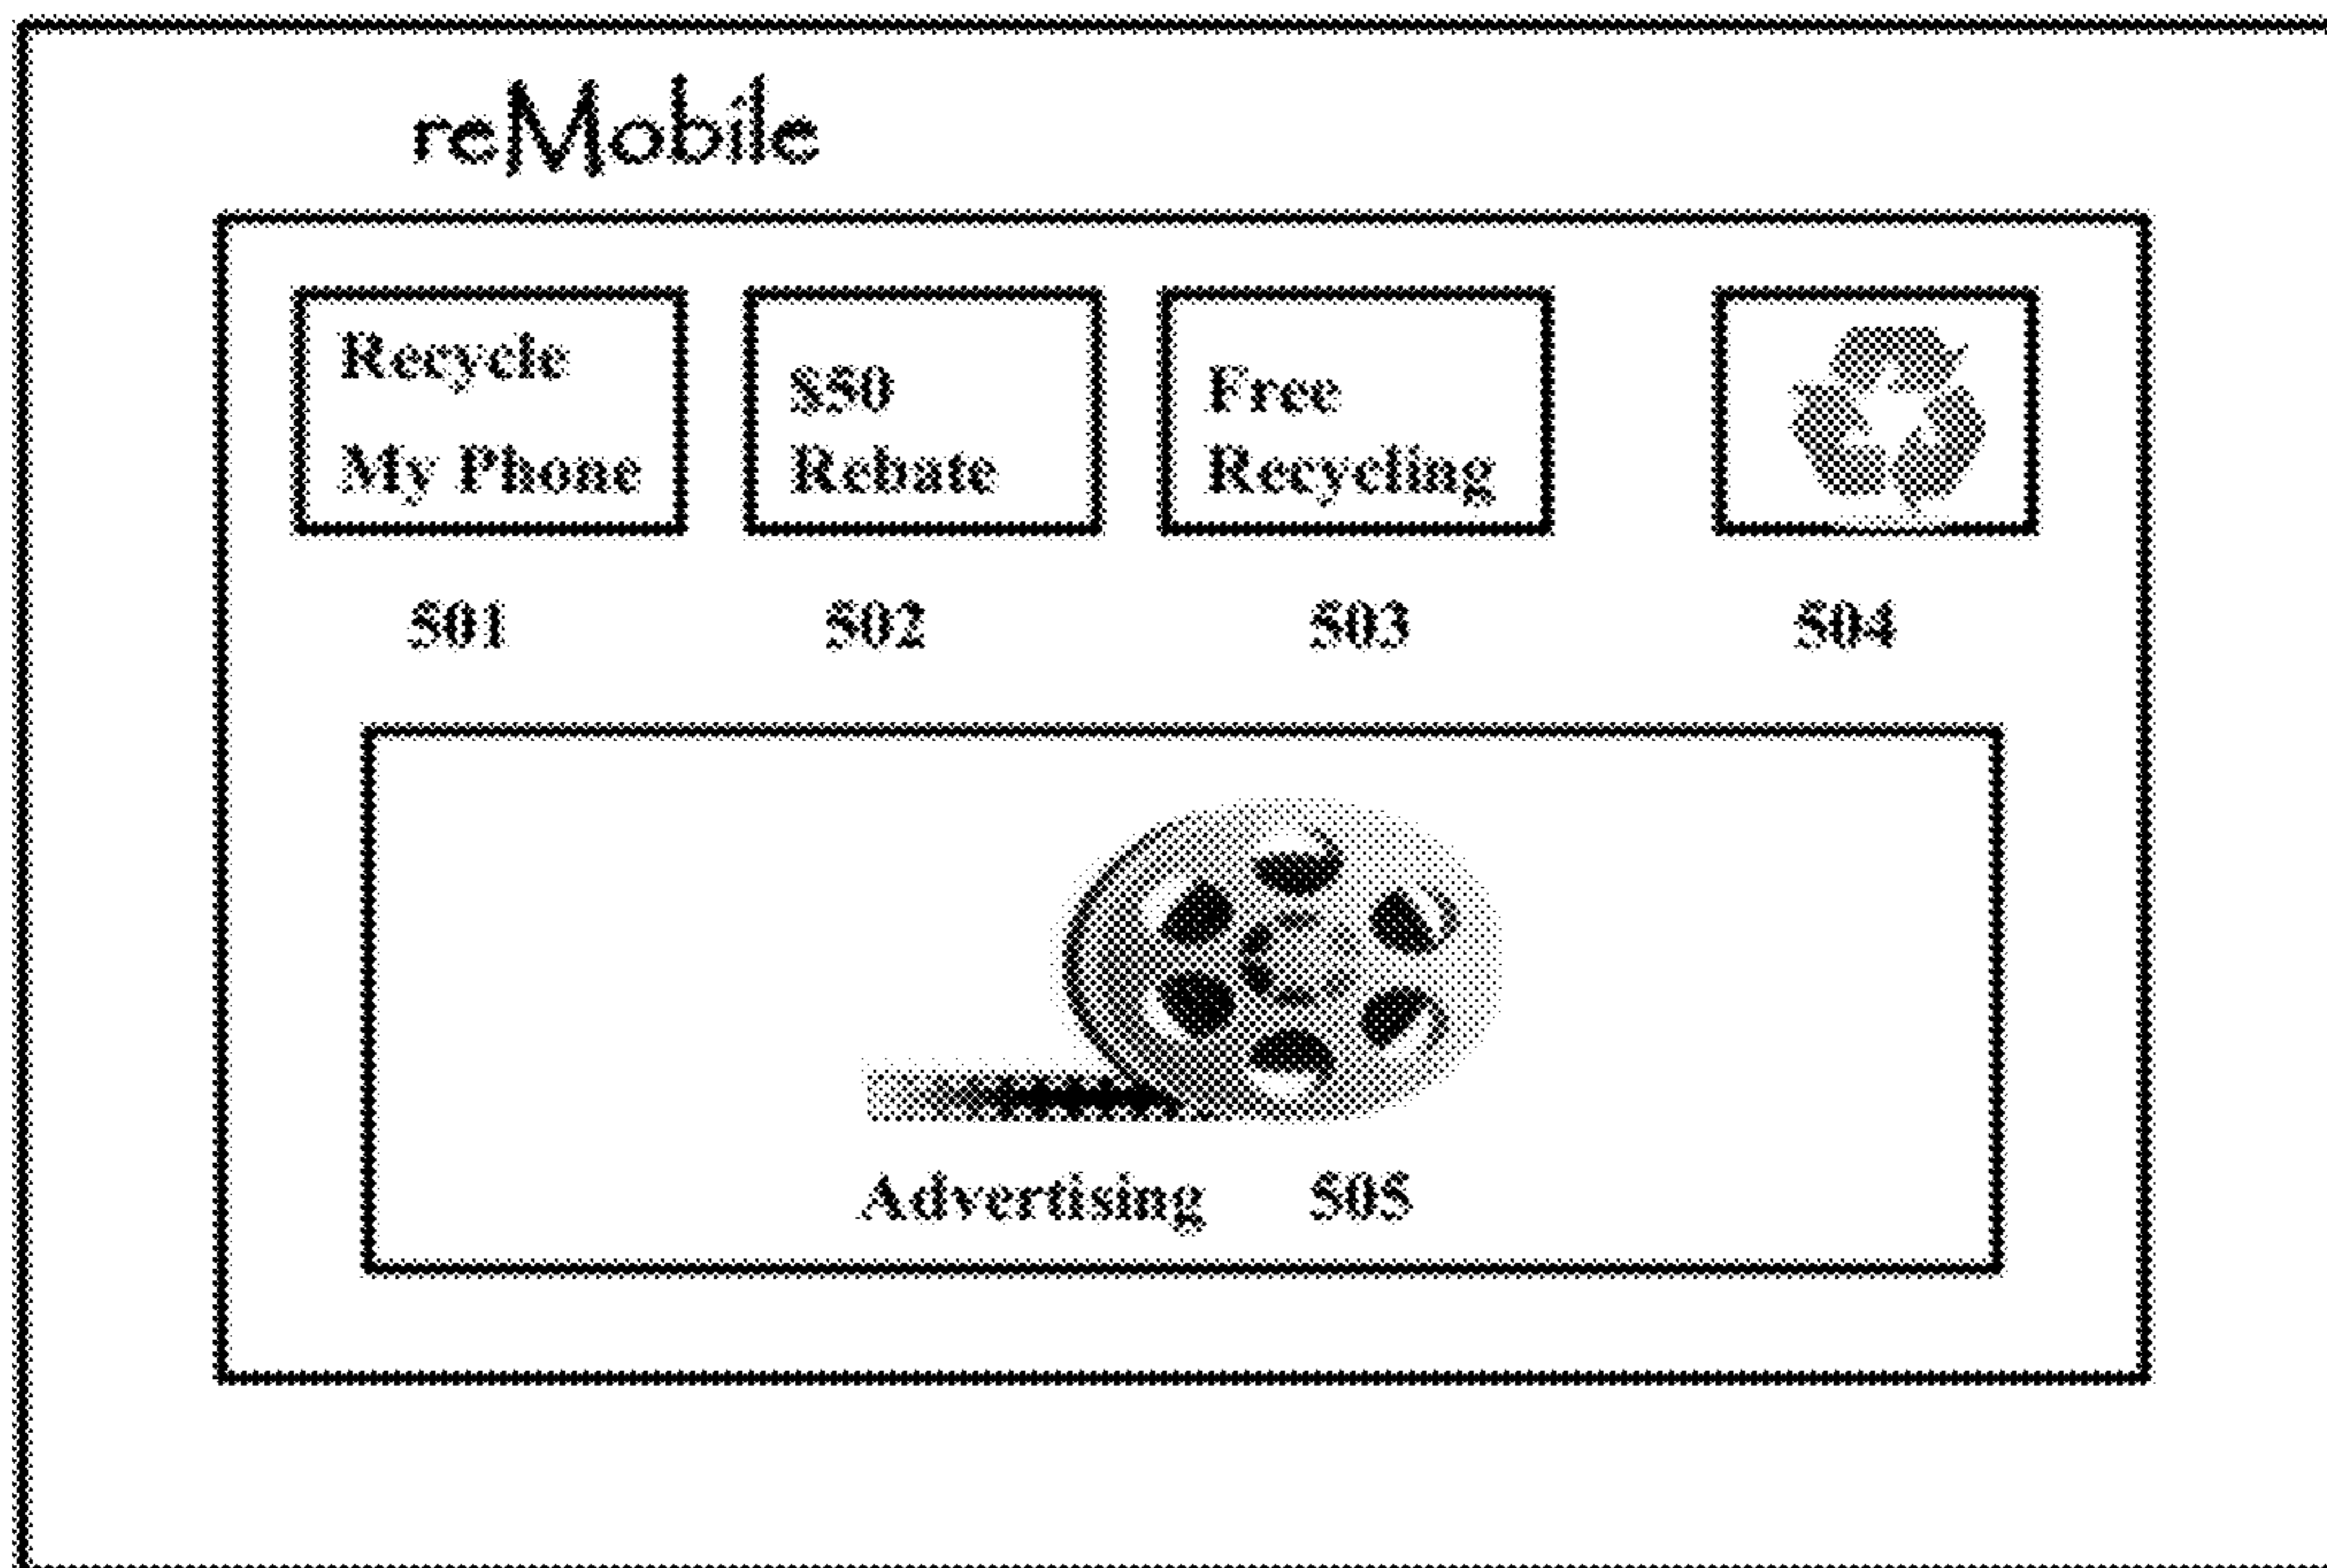 reMobile
Recycle
My Phone
$50
Rebate
Free
Recycling
501 502 503 504
Advertising 505